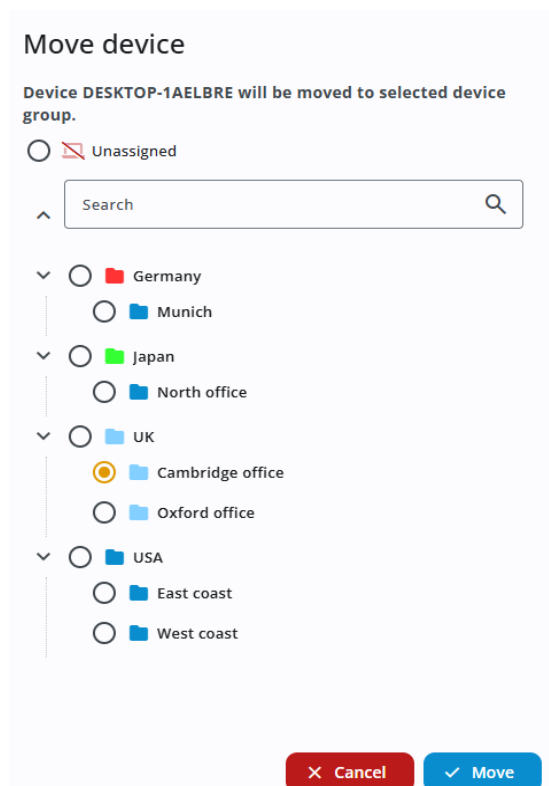 Move device
Device DESKTOP-1AELBRE will be moved to selected device
group.
Unassigned
Search
Germany
Munich
Japan
North office
UK
Cambridge office
Oxford office
USA
East coast
West coast
Cancel
Move